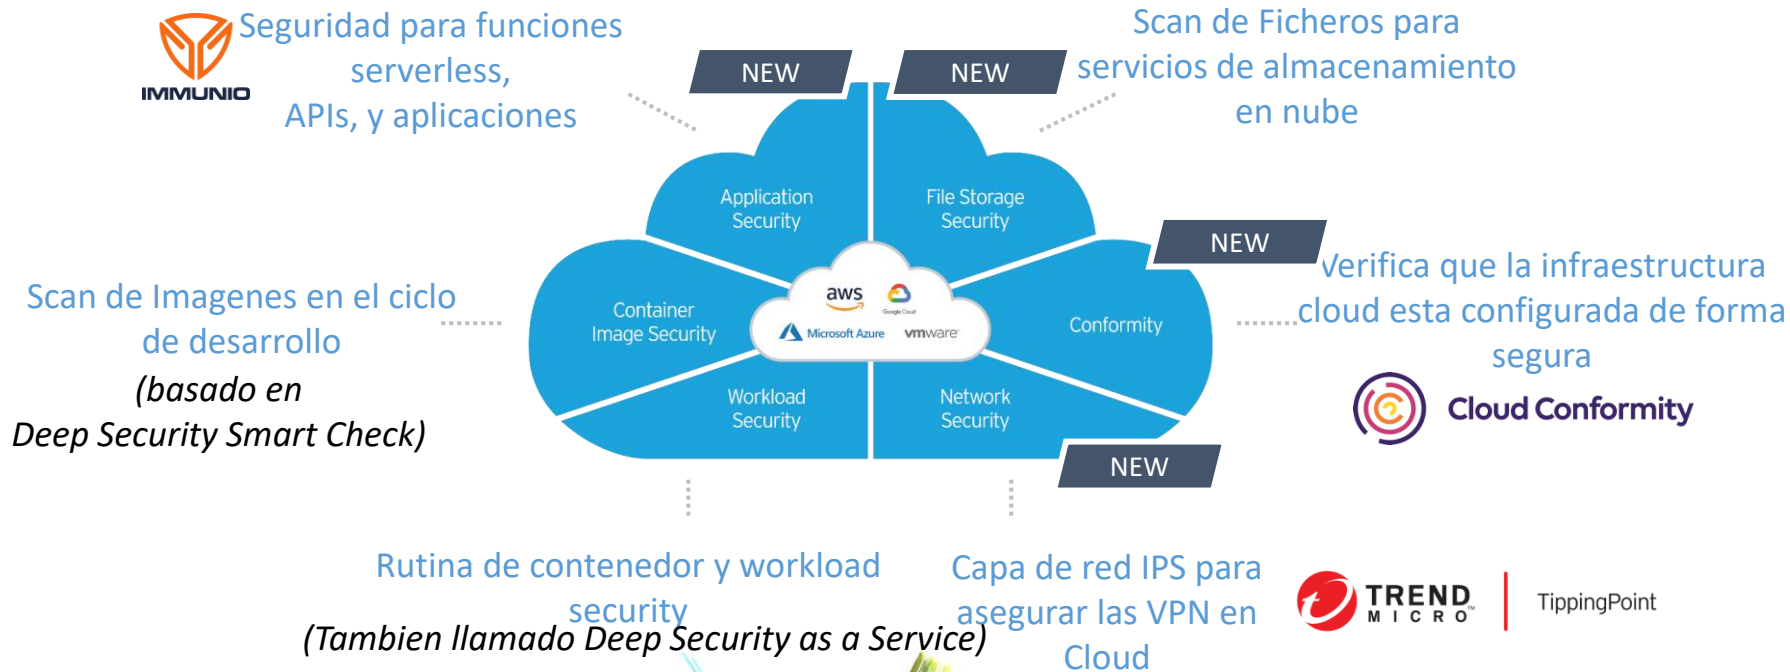 IMMUNIO
Seguridad para funciones
serverless,
APIs, y aplicaciones
NEW
NEW
Scan de Ficheros para
servicios de almacenamiento
en nube
Application
Security
File Storage
Security
NEW
Verifica que la infraestructura
cloud esta configurada de forma
segura
Cloud Conformity
Scan de Imagenes en el ciclo
de desarrollo
(basado en
Deep Security Smart Check)
Container
Image Security
aws
Google Cloud
Microsoft Azure
vmware
Conformity
Workload
Security
Network
Security
NEW
Rutina de contenedor y workload
security
(Tambien llamado Deep Security as a Service)
Capa de red IPS para
asegurar las VPN en
Cloud
TREND
MICRO™
TippingPoint